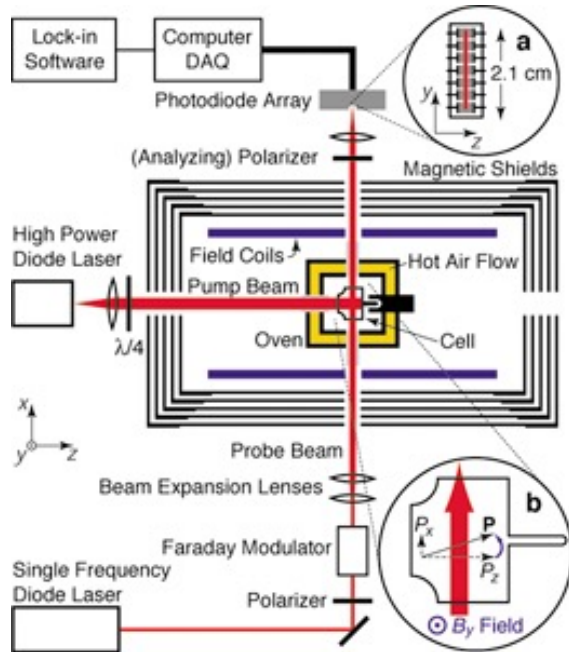 Lock-in
Software
Computer
DAQ
Photodiode Array
a
2.1 cm
y
z
(Analyzing) Polarizer
Magnetic Shields
High Power
Diode Laser
Field Coils
Hot Air Flow
Pump Beam
λ/4
Oven
Cell
x
y
z
Probe Beam
Beam Expansion Lenses
b
Faraday Modulator
Px
P
Pz
Single Frequency
Diode Laser
Polarizer
By Field